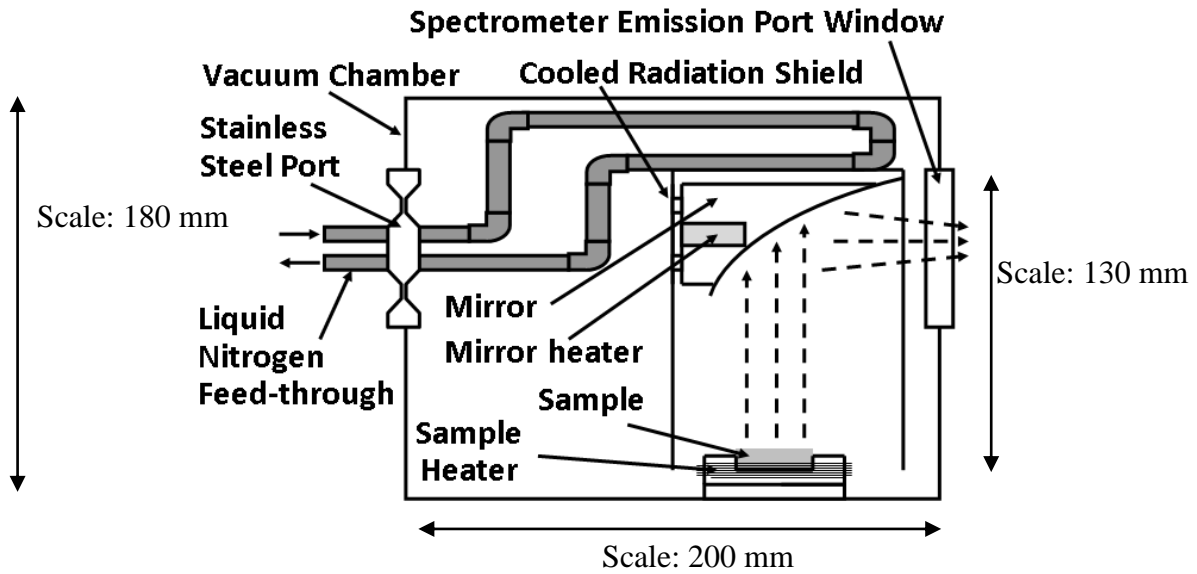 Spectrometer Emission Port Window
Vacuum Chamber
Cooled Radiation Shield
Stainless
Steel Port
Scale: 180 mm
Scale: 130 mm
Mirror
Liquid
Nitrogen
Feed-through
Mirror heater
Sample
Sample
Heater
Scale: 200 mm